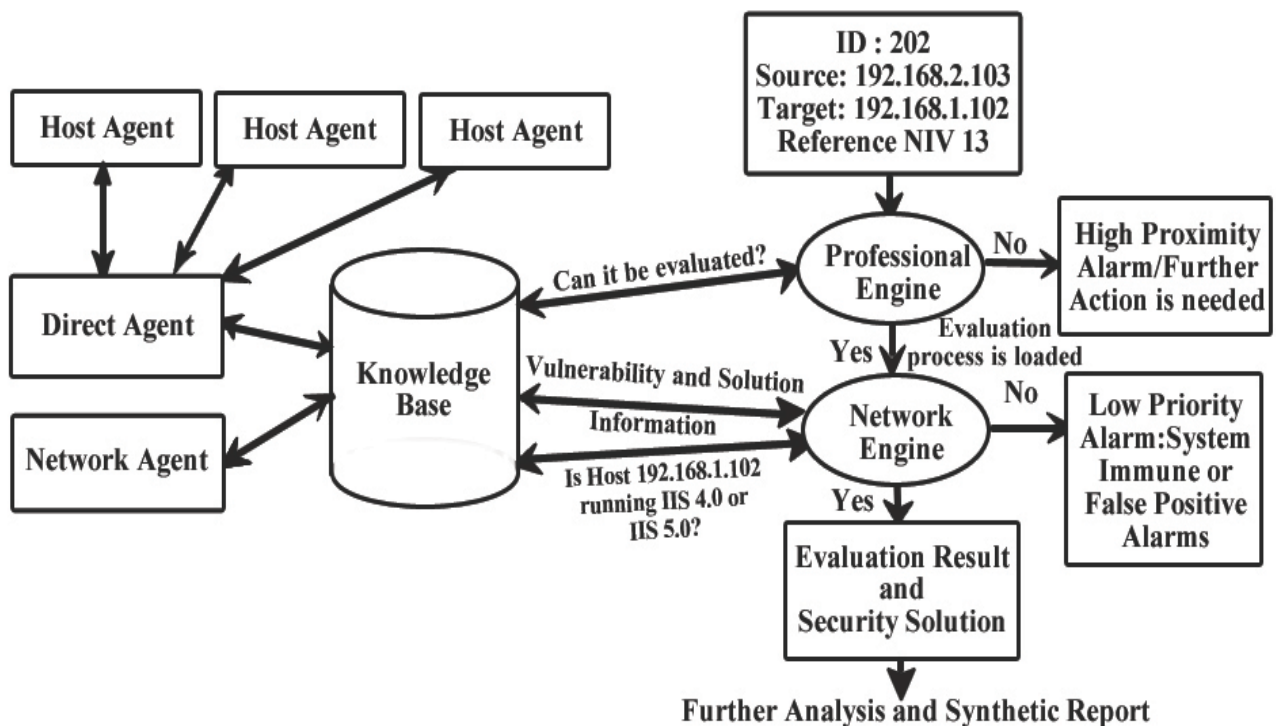 ID : 202
Source: 192.168.2.103
Target: 192.168.1.102
Reference NIV 13
Host Agent
Host Agent
Host Agent
Direct Agent
Network Agent
Knowledge
Base
Can it be evaluated?
Professional
Engine
No
High Proximity
Alarm/Further
Action is needed
Yes
Evaluation
process is loaded
Vulnerability and Solution
Information
Network
Engine
No
Low Priority
Alarm:System
Immune or
False Positive
Alarms
Is Host 192.168.1.102
running IIS 4.0 or
IIS 5.0?
Yes
Evaluation Result
and
Security Solution
Further Analysis and Synthetic Report